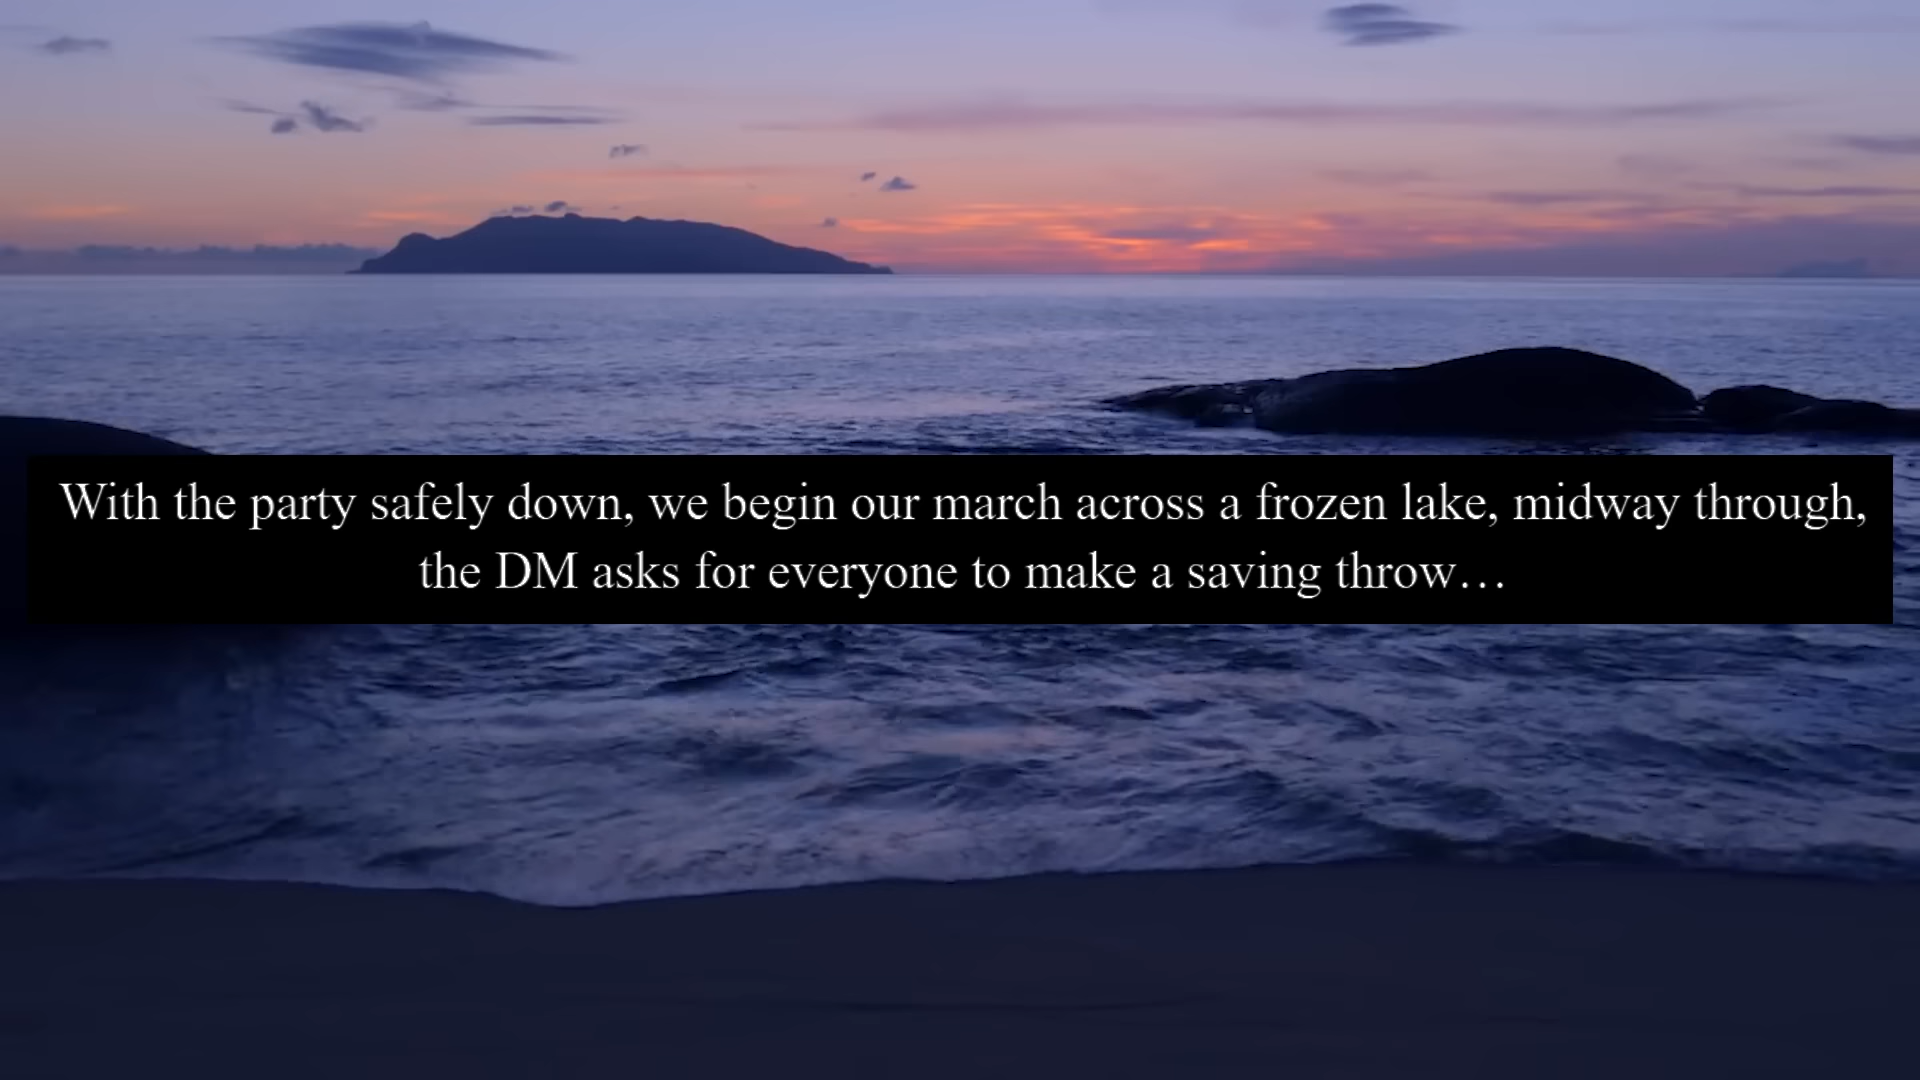 With the party safely down, we begin our march across a frozen lake, midway through,
the DM asks for everyone to make a saving throw…